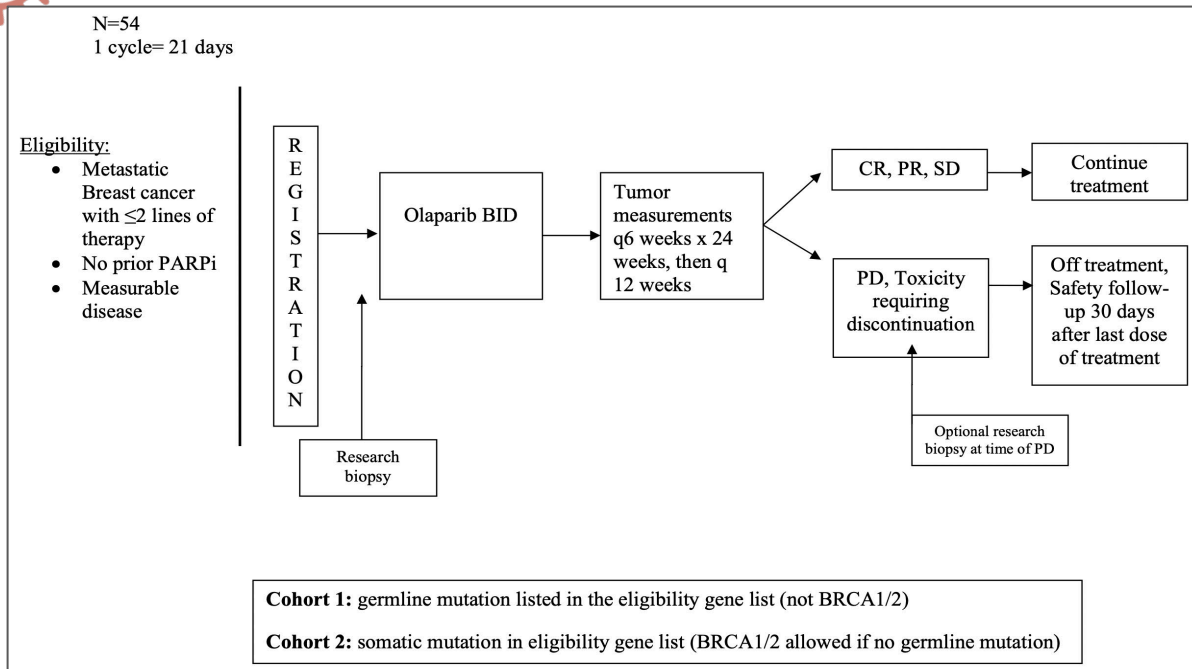 N=54
1 cycle= 21 days
Eligibility:
• Metastatic
Breast cancer
with ≤2 lines of
therapy
• No prior PARPi
• Measurable
disease
R
E
G
I
S
T
R
A
T
I
O
N
Research
biopsy
Olaparib BID
Tumor
measurements
q6 weeks x 24
weeks, then q
12 weeks
CR, PR, SD
Continue
treatment
PD, Toxicity
requiring
discontinuation
Off treatment,
Safety follow-
up 30 days
after last dose
of treatment
Optional research
biopsy at time of PD
Cohort 1: germline mutation listed in the eligibility gene list (not BRCA1/2)
Cohort 2: somatic mutation in eligibility gene list (BRCA1/2 allowed if no germline mutation)